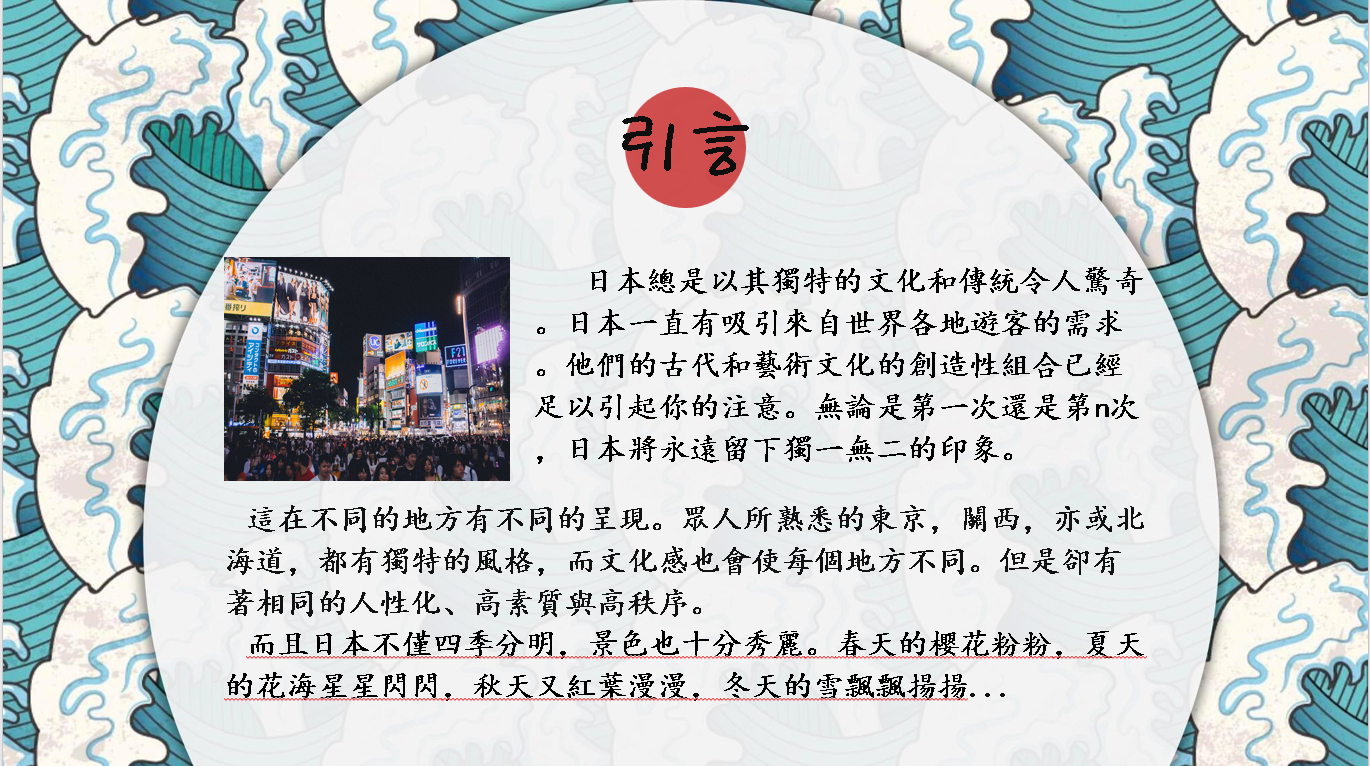 引言
日本總是以其獨特的文化和傳統令人驚奇
。日本一直有吸引來自世界各地遊客的需求
。他們的古代和藝術文化的創造性組合已經
足以引起你的注意。無論是第一次還是第n次
，日本將永遠留下獨一無二的印象。
這在不同的地方有不同的呈現。眾人所熟悉的東京，關西，亦或北
海道，都有獨特的風格，而文化感也會使每個地方不同。但是卻有
著相同的人性化、高素質與高秩序。
而且日本不僅四季分明，景色也十分秀麗。春天的櫻花粉粉，夏天
的花海星星閃閃，秋天又紅葉漫漫，冬天的雪飄飄揚揚...
番搾り
UC
F21
FOREVER